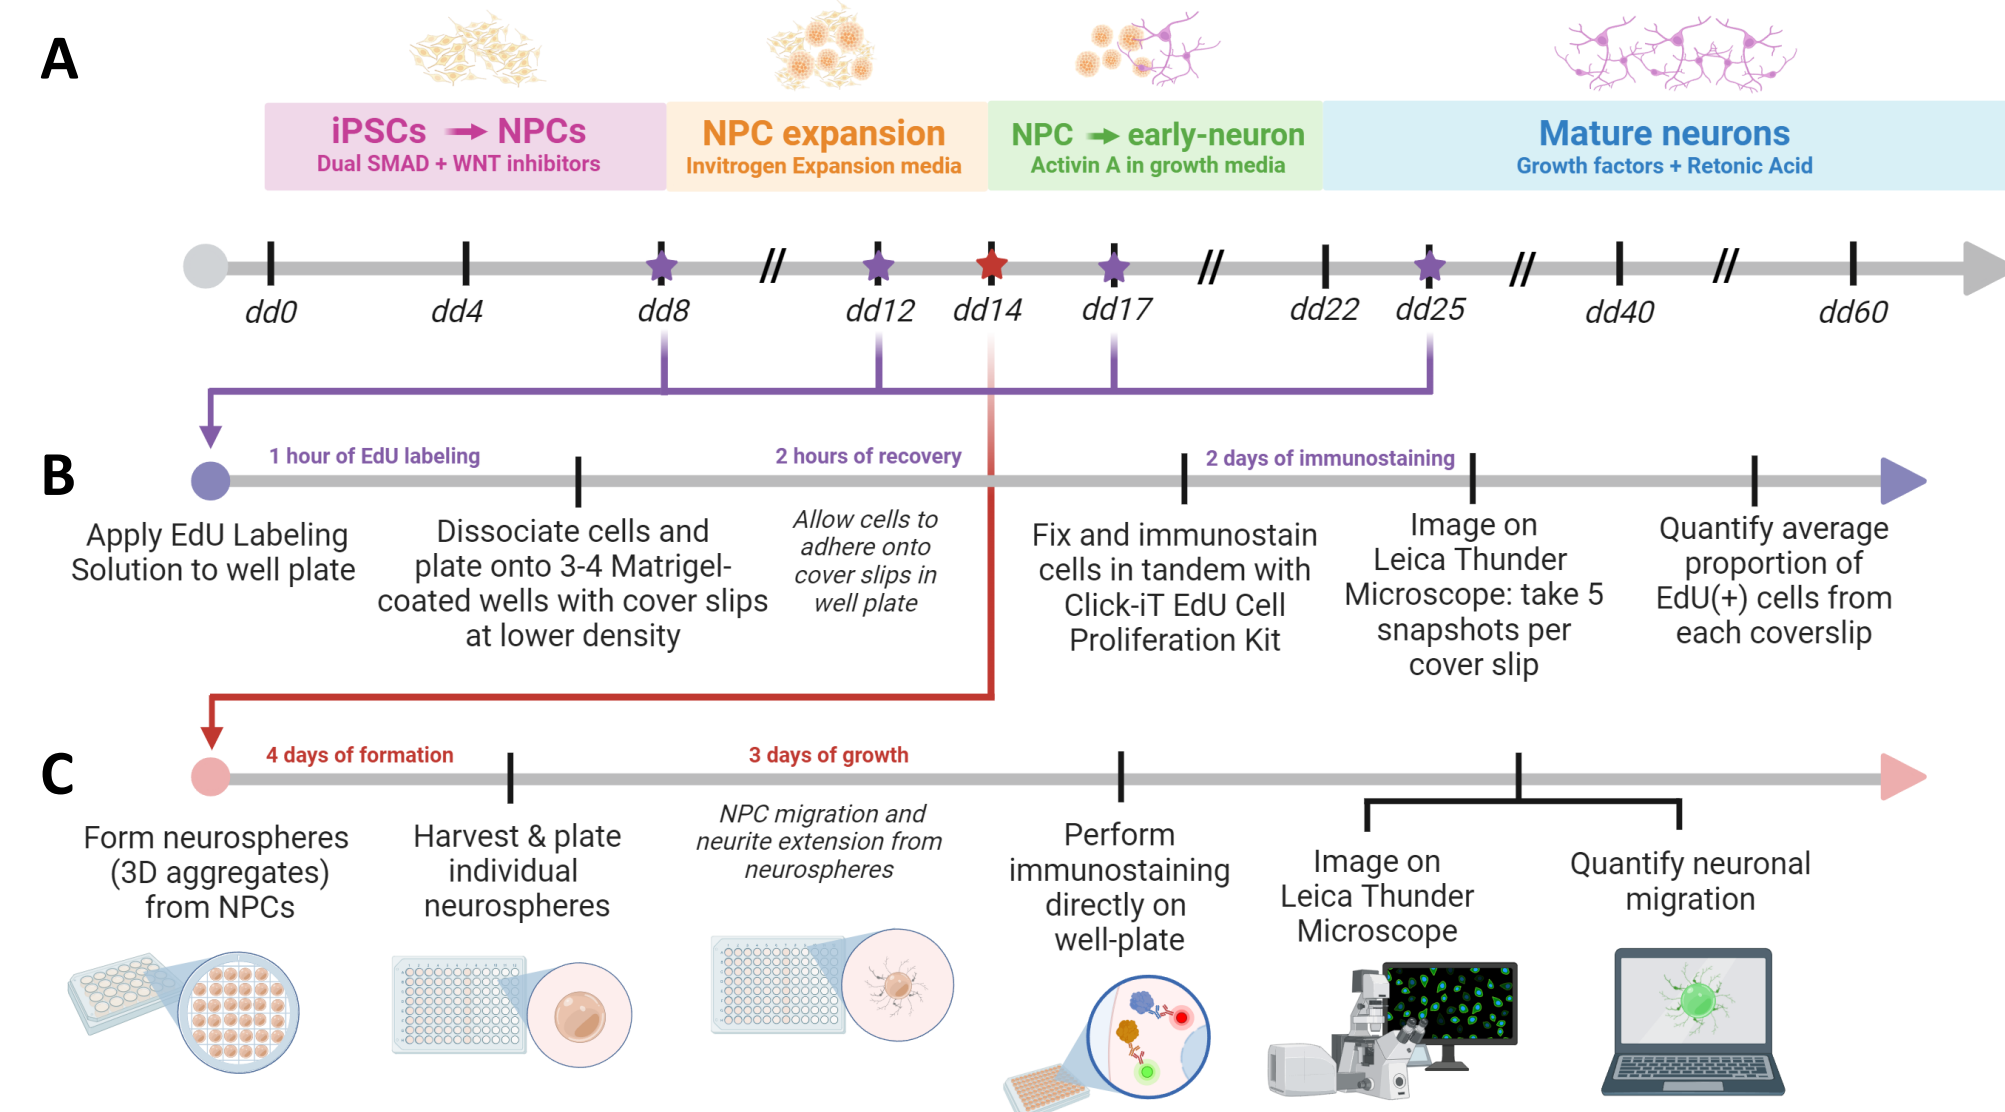 A
iPSCs → NPCs
Dual SMAD + WNT inhibitors
NPC expansion
Invitrogen Expansion media
NPC → early-neuron
Activin A in growth media
Mature neurons
Growth factors + Retonic Acid
//
//
//
//
dd0
dd4
dd8
dd12
dd14
dd17
dd22
dd25
dd40
dd60
B
1 hour of EdU labeling
2 hours of recovery
2 days of immunostaining
Apply EdU Labeling
Solution to well plate
Dissociate cells and
plate onto 3-4 Matrigel-
coated wells with cover slips
at lower density
Allow cells to
adhere onto
cover slips in
well plate
Fix and immunostain
cells in tandem with
Click-iT EdU Cell
Proliferation Kit
Image on
Leica Thunder
Microscope: take 5
snapshots per
cover slip
Quantify average
proportion of
EdU(+) cells from
each coverslip
C
4 days of formation
3 days of growth
Form neurospheres
(3D aggregates)
from NPCs
Harvest & plate
individual
neurospheres
NPC migration and
neurite extension from
neurospheres
Perform
immunostaining
directly on
well-plate
Image on
Leica Thunder
Microscope
Quantify neuronal
migration